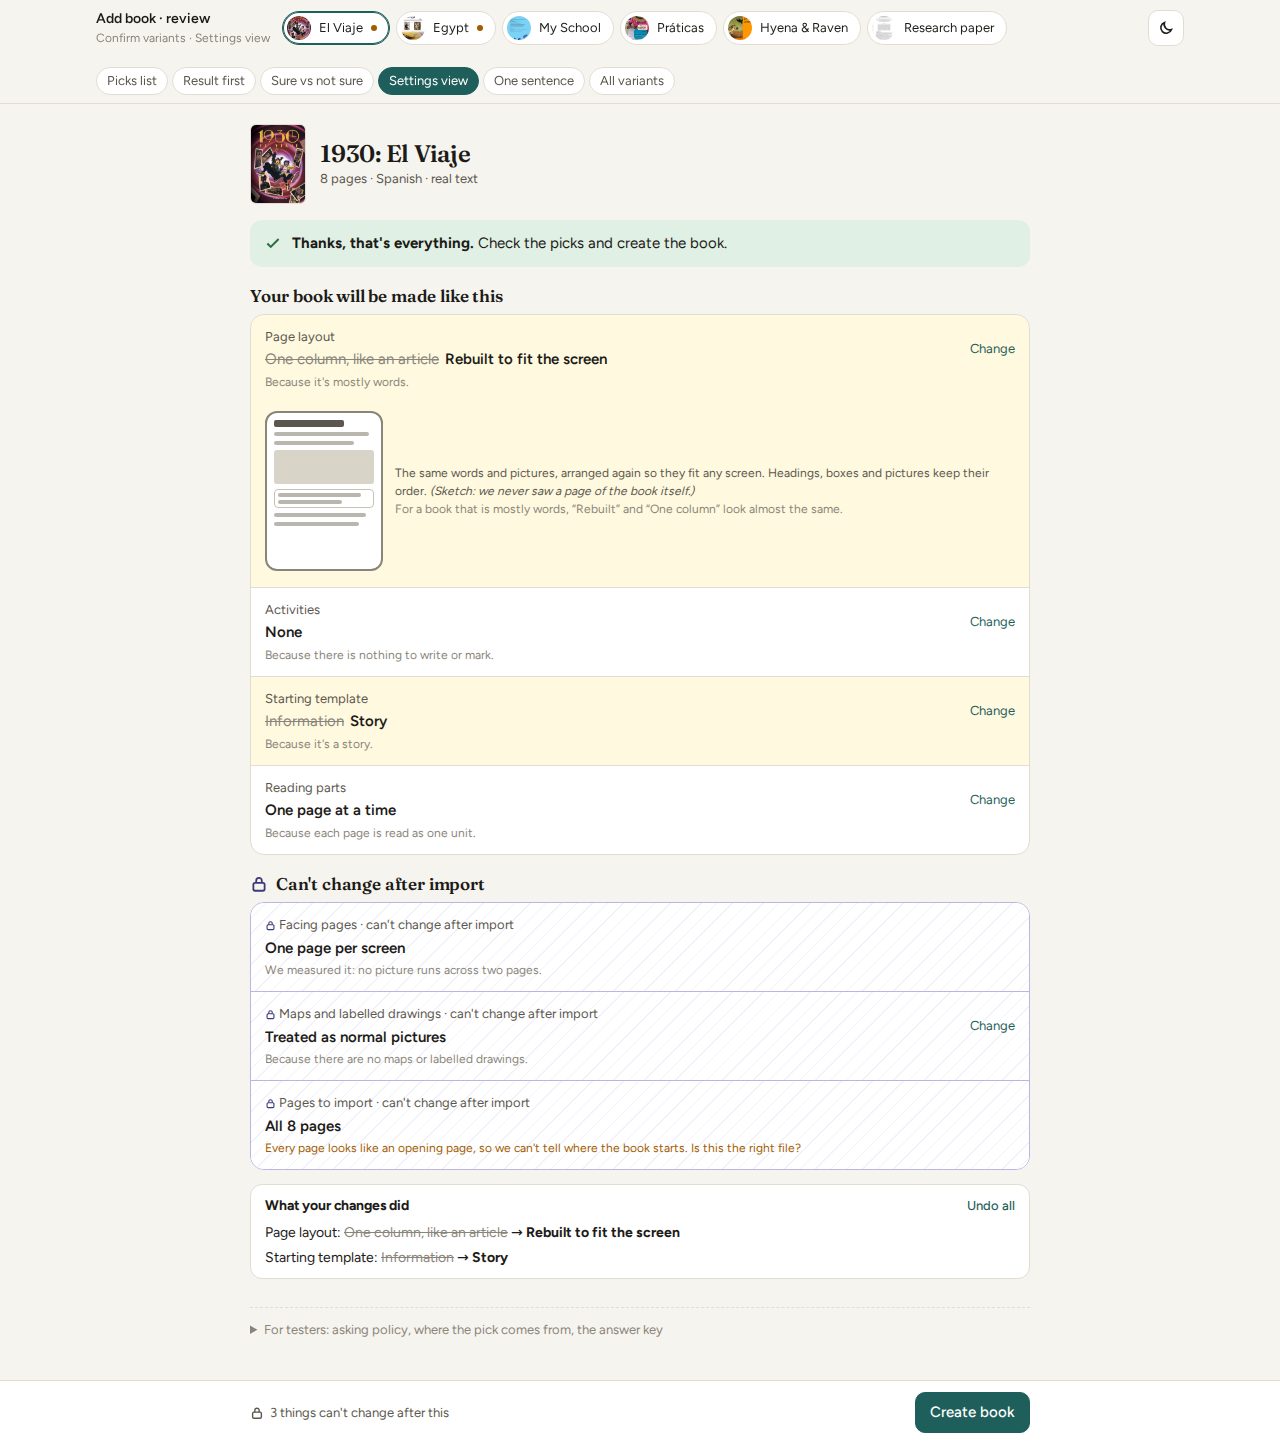 Add book · review
Confirm variants · Settings view
El Viaje
Egypt
My School
Práticas
Hyena & Raven
Research paper
Picks list
Result first
Sure vs not sure
Settings view
One sentence
All variants
1930
1930: El Viaje
8 pages · Spanish · real text
Thanks, that's everything. Check the picks and create the book.
Your book will be made like this
Page layout
One column, like an article Rebuilt to fit the screen
Change
Because it's mostly words.
The same words and pictures, arranged again so they fit any screen. Headings, boxes and pictures keep their
order. (Sketch: we never saw a page of the book itself.)
For a book that is mostly words, “Rebuilt” and “One column” look almost the same.
Activities
None
Change
Because there is nothing to write or mark.
Starting template
Information Story
Change
Because it's a story.
Reading parts
One page at a time
Change
Because each page is read as one unit.
Can't change after import
Facing pages · can't change after import
One page per screen
We measured it: no picture runs across two pages.
Maps and labelled drawings · can't change after import
Treated as normal pictures
Change
Because there are no maps or labelled drawings.
Pages to import · can't change after import
All 8 pages
Every page looks like an opening page, so we can't tell where the book starts. Is this the right file?
What your changes did
Undo all
Page layout: One column, like an article → Rebuilt to fit the screen
Starting template: Information → Story
For testers: asking policy, where the pick comes from, the answer key
3 things can't change after this
Create book